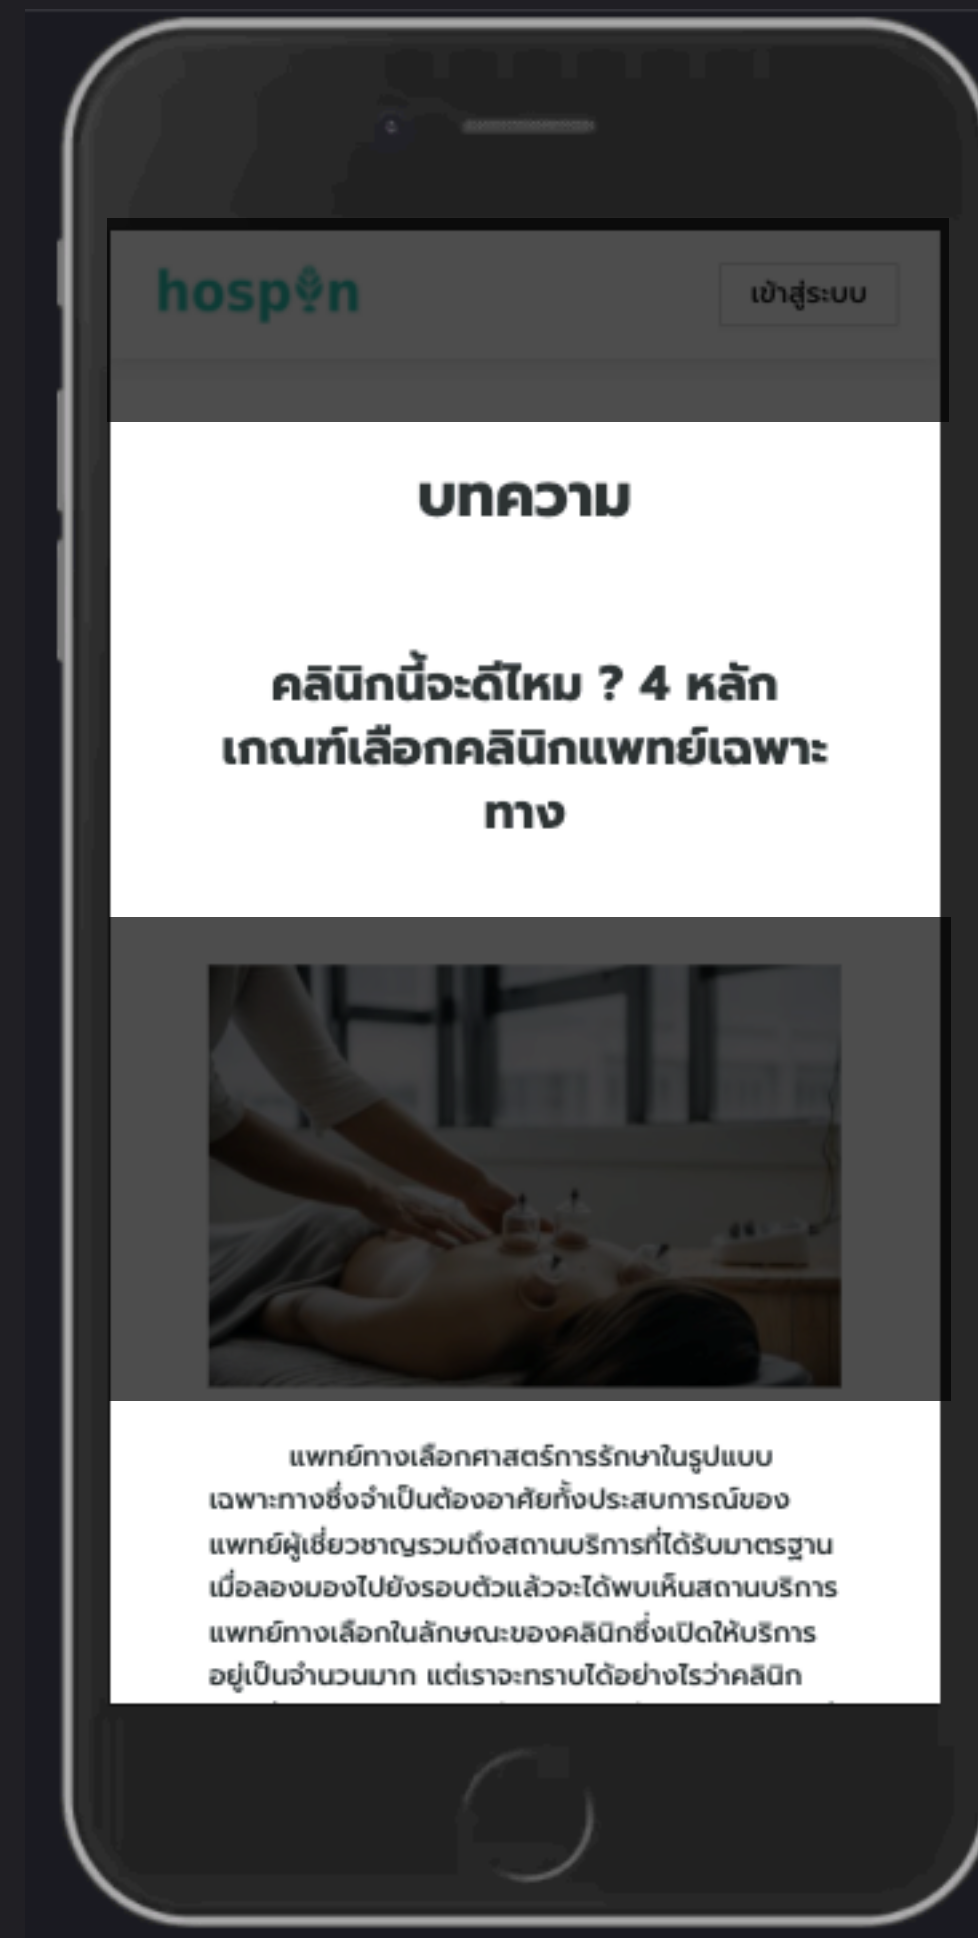 hospin
เข้าสู่ระบบ
บทความ
คลินิกนี้จะดีไหม ? 4 หลัก
เกณฑ์เลือกคลินิกแพทย์เฉพาะ
ทาง
แพทย์ทางเลือกศาสตร์การรักษาในรูปแบบ
เฉพาะทางซึ่งจำเป็นต้องอาศัยทั้งประสบการณ์ของ
แพทย์ผู้เชี่ยวชาญรวมถึงสถานบริการที่ได้รับมาตรฐาน
เมื่อลองมองไปยังรอบตัวแล้วจะได้พบเห็นสถานบริการ
แพทย์ทางเลือกในลักษณะของคลินิกซึ่งเปิดให้บริการ
อยู่เป็นจำนวนมาก แต่เราจะทราบได้อย่างไรว่าคลินิก